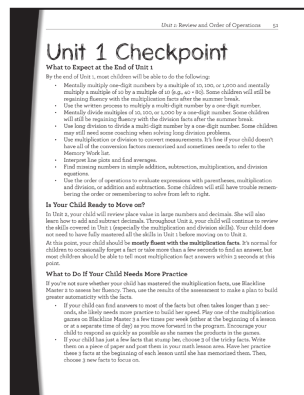 Unit 1: Review and Order of Operations 51
Unit 1 Checkpoint
What to Expect at the End of Unit 1
By the end of Unit 1, most children will be able to do the following:
• Mentally multiply one-digit numbers by a multiple of 10, 100, or 1,000 and mentally
multiply a multiple of 10 by a multiple of 10 (e.g., 40 × 80). Some children will still be
regaining fluency with the multiplication facts after the summer break.
• Use the written process to multiply a multi-digit number by a one-digit number.
• Mentally divide multiples of 10, 100, or 1,000 by a one-digit number. Some children
will still be regaining fluency with the division facts after the summer break.
• Use long division to divide a multi-digit number by a one-digit number. Some children
may still need some coaching when solving long division problems.
• Use multiplication or division to convert measurements. It's fine if your child doesn't
have all of the conversion factors memorized and sometimes needs to refer to the
Memory Work list.
• Interpret line plots and find averages.
• Find missing numbers in simple addition, subtraction, multiplication, and division
equations.
• Use the order of operations to evaluate expressions with parentheses, multiplication
and division, or addition and subtraction. Some children will still have trouble remem-
bering the order or remembering to solve from left to right.
Is Your Child Ready to Move on?
In Unit 2, your child will review place value in large numbers and decimals. She will also
learn how to add and subtract decimals. Throughout Unit 2, your child will continue to review
the skills covered in Unit 1 (especially the multiplication and division skills). Your child does
not need to have fully mastered all the skills in Unit 1 before moving on to Unit 2.
At this point, your child should be mostly fluent with the multiplication facts. It's normal for
children to occasionally forget a fact or take more than a few seconds to find an answer, but
most children should be able to tell most multiplication fact answers within 3 seconds at this
point.
What to Do if Your Child Needs More Practice
If you're not sure whether your child has mastered the multiplication facts, use Blackline
Master 2 to assess her fluency. Then, use the results of the assessment to make a plan to build
greater automaticity with the facts.
• If your child can find answers to most of the facts but often takes longer than 3 sec-
onds, she likely needs more practice to build her speed. Play one of the multiplication
games on Blackline Master 3 a few times per week (either at the beginning of a lesson
or at a separate time of day) as you move forward in the program. Encourage your
child to respond as quickly as possible as she names the products in the games.
• If your child has just a few facts that stump her, choose 3 of the tricky facts. Write
them on a piece of paper and post them in your math lesson area. Have her practice
these 3 facts at the beginning of each lesson until she has memorized them. Then,
choose 3 new facts to focus on.